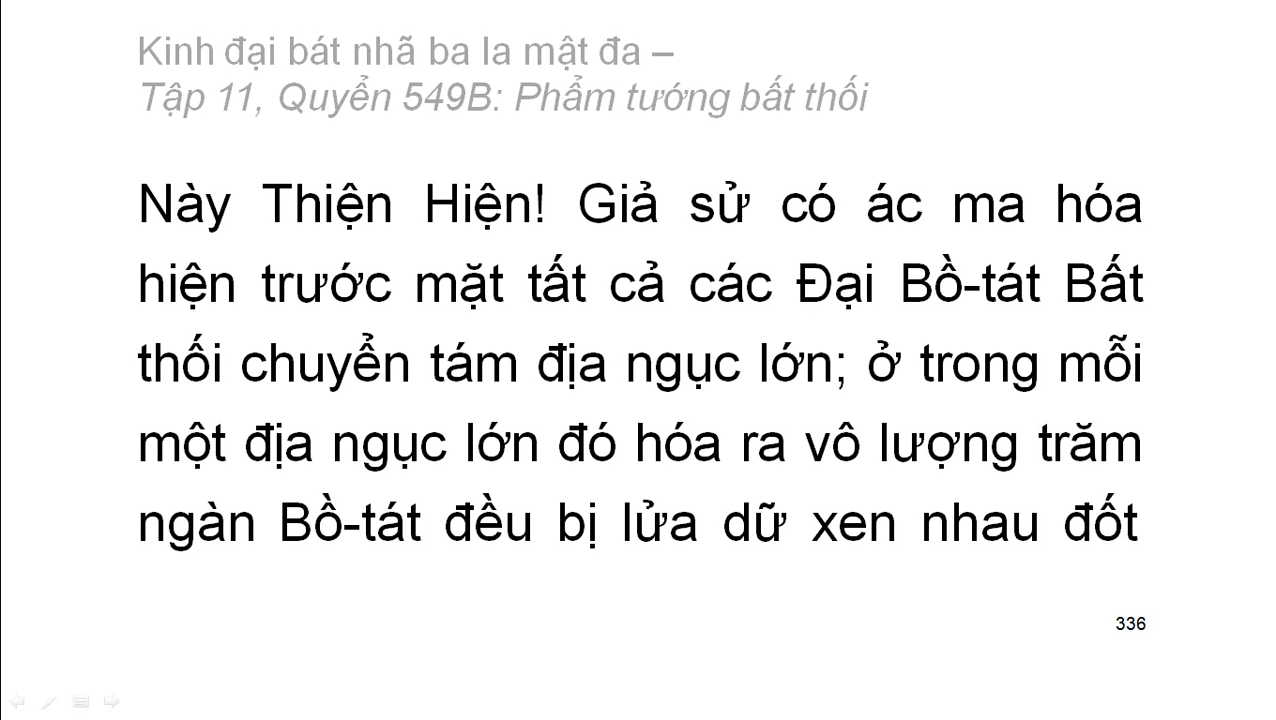 Kinh đại bát nhã ba la mật đa –
Tập 11, Quyển 549B: Phẩm tướng bất thối
Này Thiện Hiện! Giả sử có ác ma hóa
hiện trước mặt tất cả các Đại Bồ-tát Bất
thối chuyển tám địa ngục lớn; ở trong mỗi
một địa ngục lớn đó hóa ra vô lượng trăm
ngàn Bồ-tát đều bị lửa dữ xen nhau đốt
336